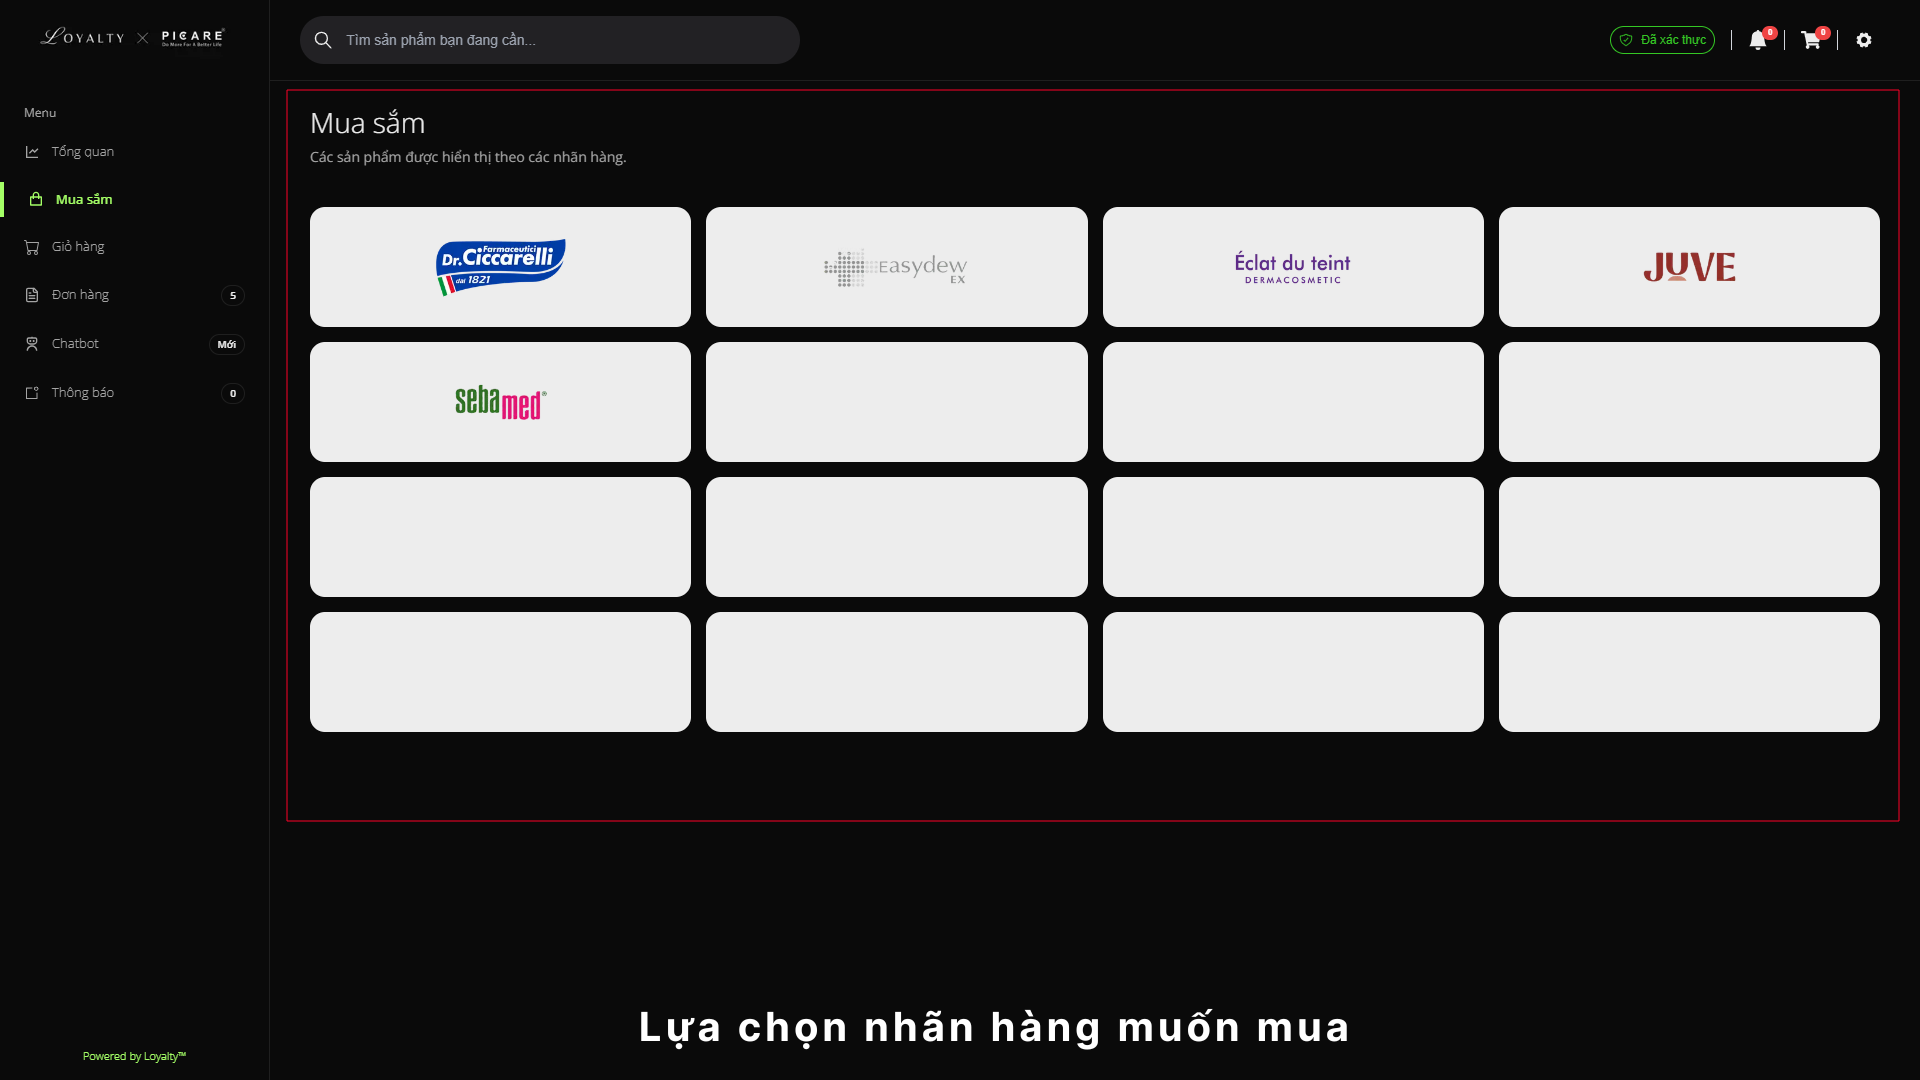 LOYALTY × PICARE®
Do More For A Better Life
Tìm sản phẩm bạn đang cần...
Đã xác thực
0
0
Menu
Tổng quan
Mua sắm
Giỏ hàng
Đơn hàng 5
Chatbot Mới
Thông báo 0
Powered by Loyalty™
Mua sắm
Các sản phẩm được hiển thị theo các nhãn hàng.
Farmaceutici
Dr.Ciccarelli
dal 1821
Easydew
EX
Éclat du teint
DERMACOSMETIC
JUVE
sebamed®
Lựa chọn nhãn hàng muốn mua